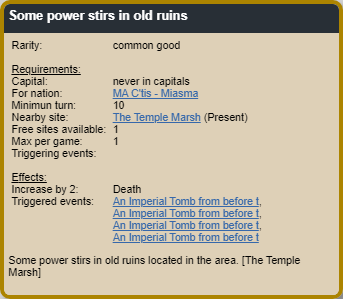 Some power stirs in old ruins
Rarity: common good
Requirements:
Capital: never in capitals
For nation: MA C'tis - Miasma
Minimun turn: 10
Nearby site: The Temple Marsh (Present)
Free sites available: 1
Max per game: 1
Triggering events:
Effects:
Increase by 2: Death
Triggered events: An Imperial Tomb from before t,
An Imperial Tomb from before t,
An Imperial Tomb from before t,
An Imperial Tomb from before t
Some power stirs in old ruins located in the area. [The Temple
Marsh]